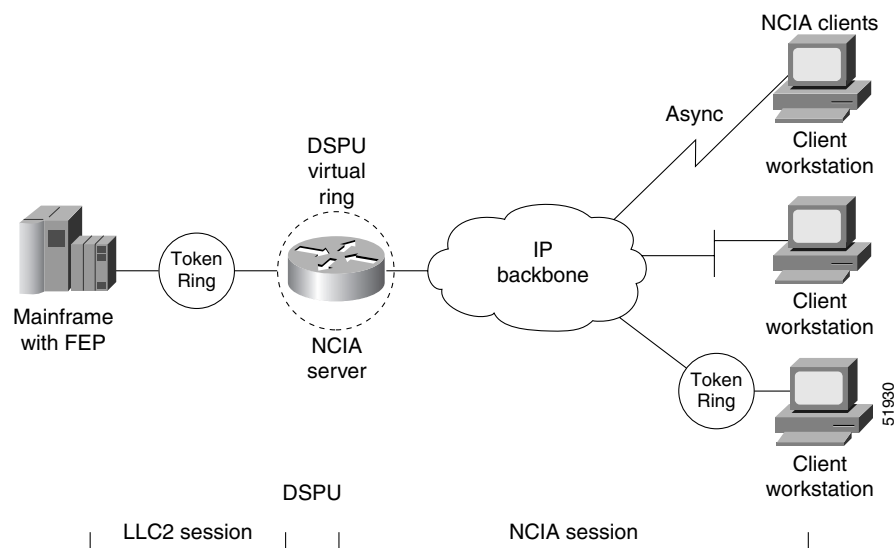 NCIA clients
Async
Client
workstation
DSPU
virtual
ring
Token
Ring
IP
backbone
Mainframe
with FEP
NCIA
server
Client
workstation
Token
Ring
51930
Client
workstation
DSPU
LLC2 session
NCIA session